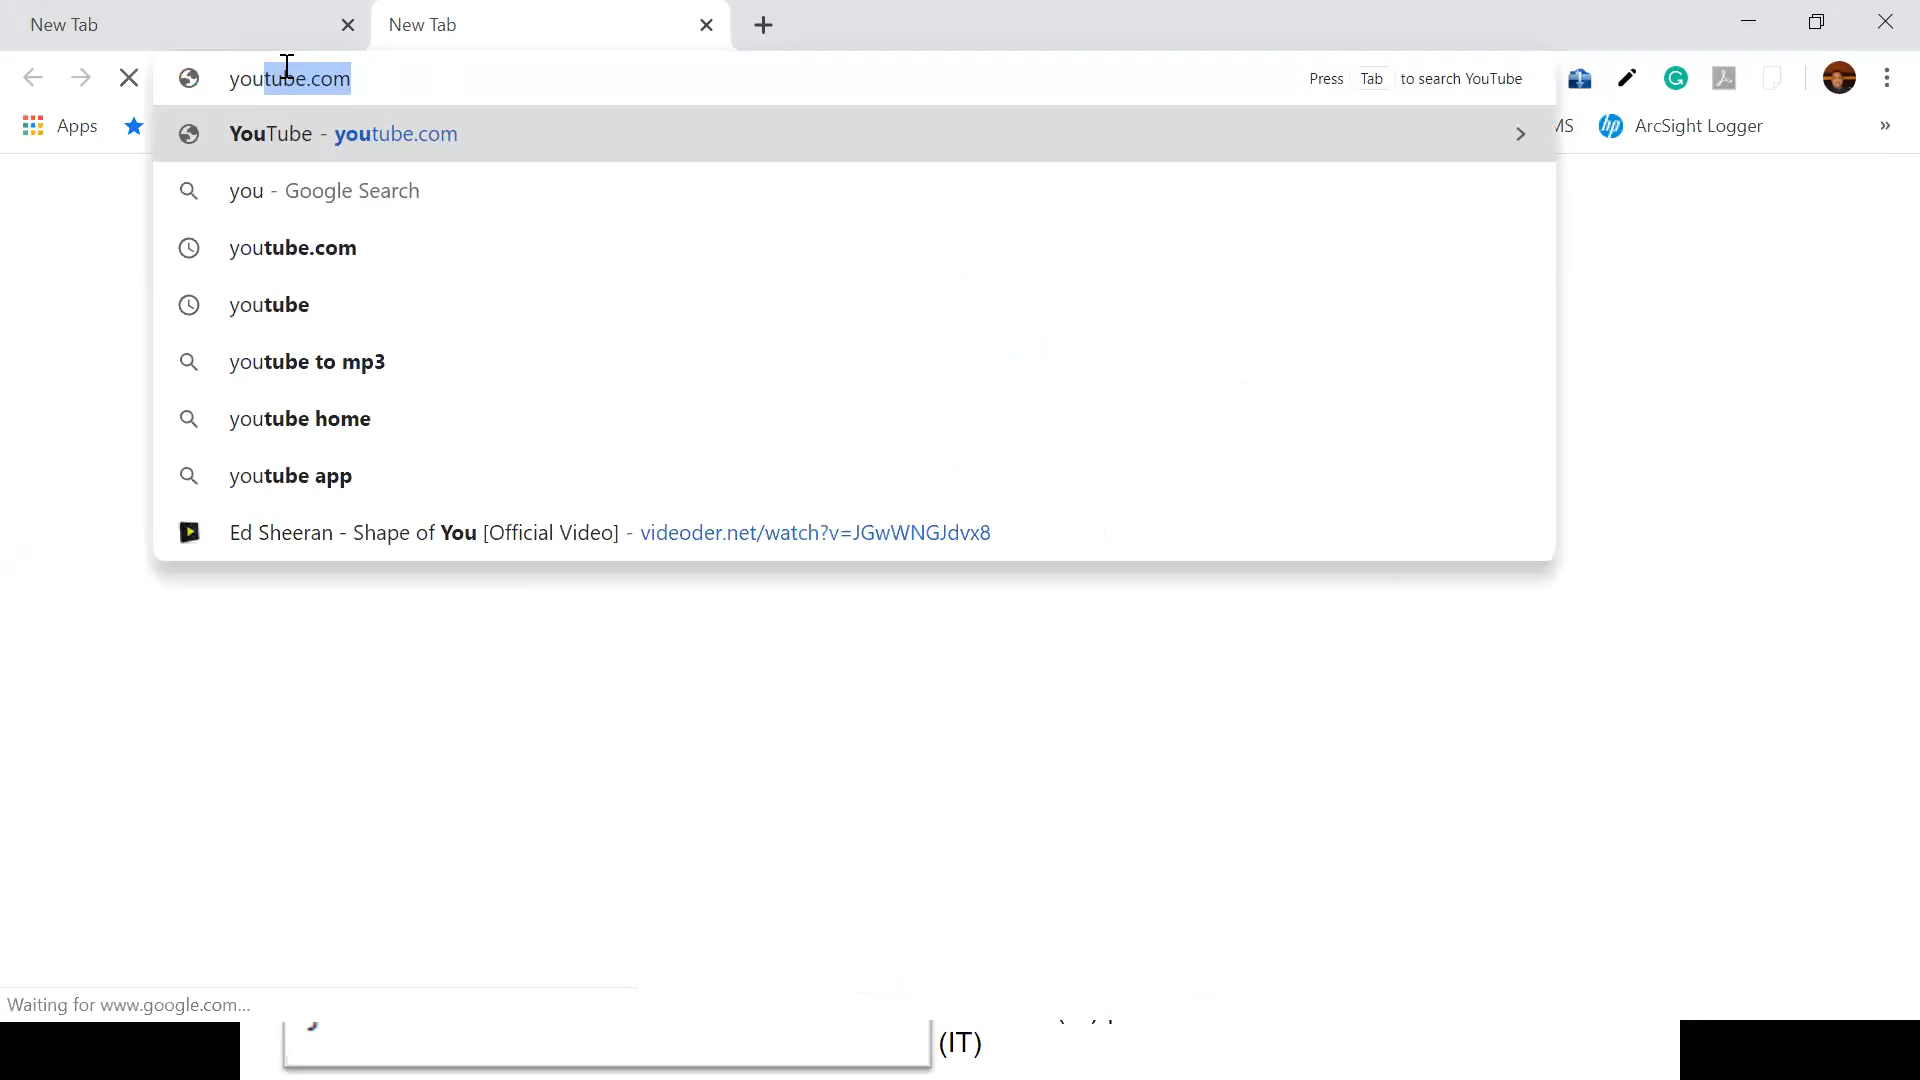 New Tab
New Tab
youtube.com
Press Tab to search YouTube
Apps
MS
ArcSight Logger
»
YouTube - youtube.com
you - Google Search
youtube.com
youtube
youtube to mp3
youtube home
youtube app
Ed Sheeran - Shape of You [Official Video] - videoder.net/watch?v=JGwWNGJdvx8
Waiting for www.google.com...
(IT)